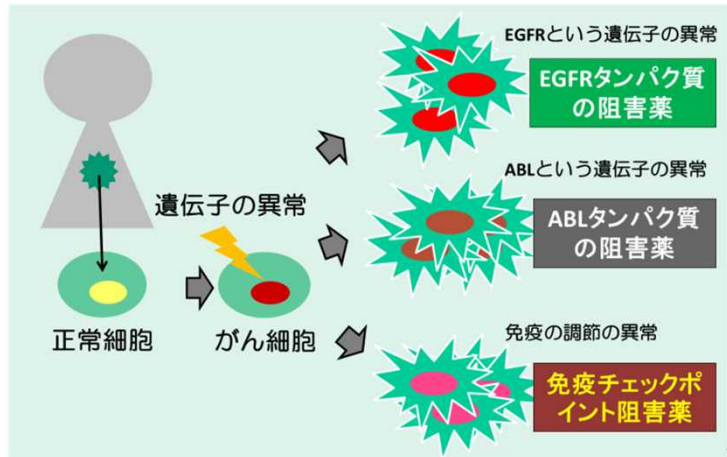 EGFRという遺伝子の異常
EGFRタンパク質
の阻害薬
ABLという遺伝子の異常
遺伝子の異常
ABLタンパク質
の阻害薬
正常細胞
がん細胞
免疫の調節の異常
免疫チェックポ
イント阻害薬